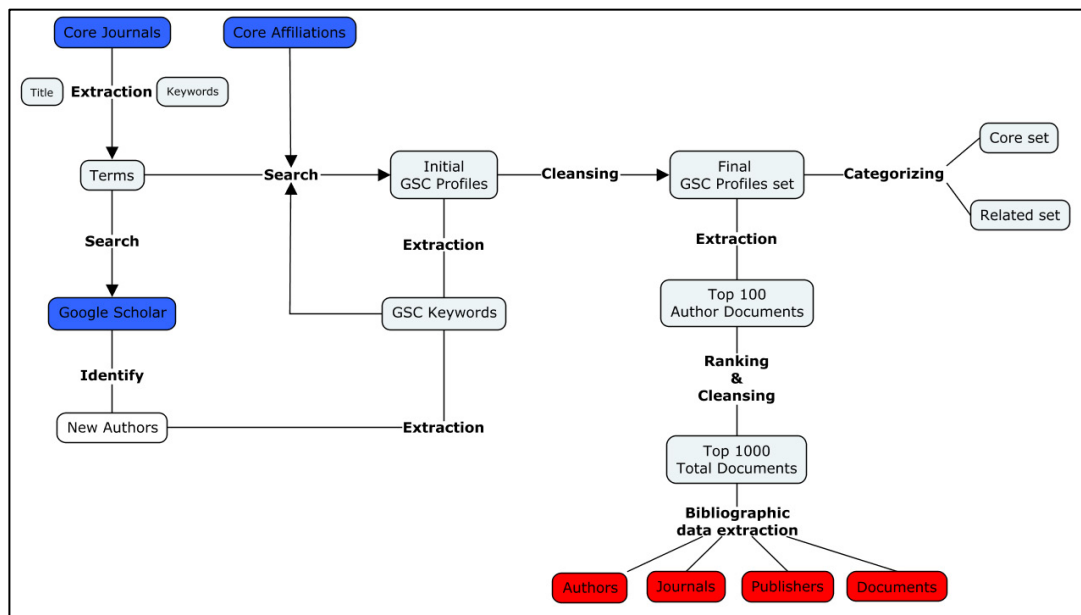 Core Journals
Core Affiliations
Title
Extraction
Keywords
Terms
Search
Initial
GSC Profiles
Cleansing
Final
GSC Profiles set
Categorizing
Core set
Related set
Search
Extraction
Extraction
Google Scholar
GSC Keywords
Top 100
Author Documents
Identify
Ranking
&
Cleansing
New Authors
Extraction
Top 1000
Total Documents
Bibliographic
data extraction
Authors
Journals
Publishers
Documents